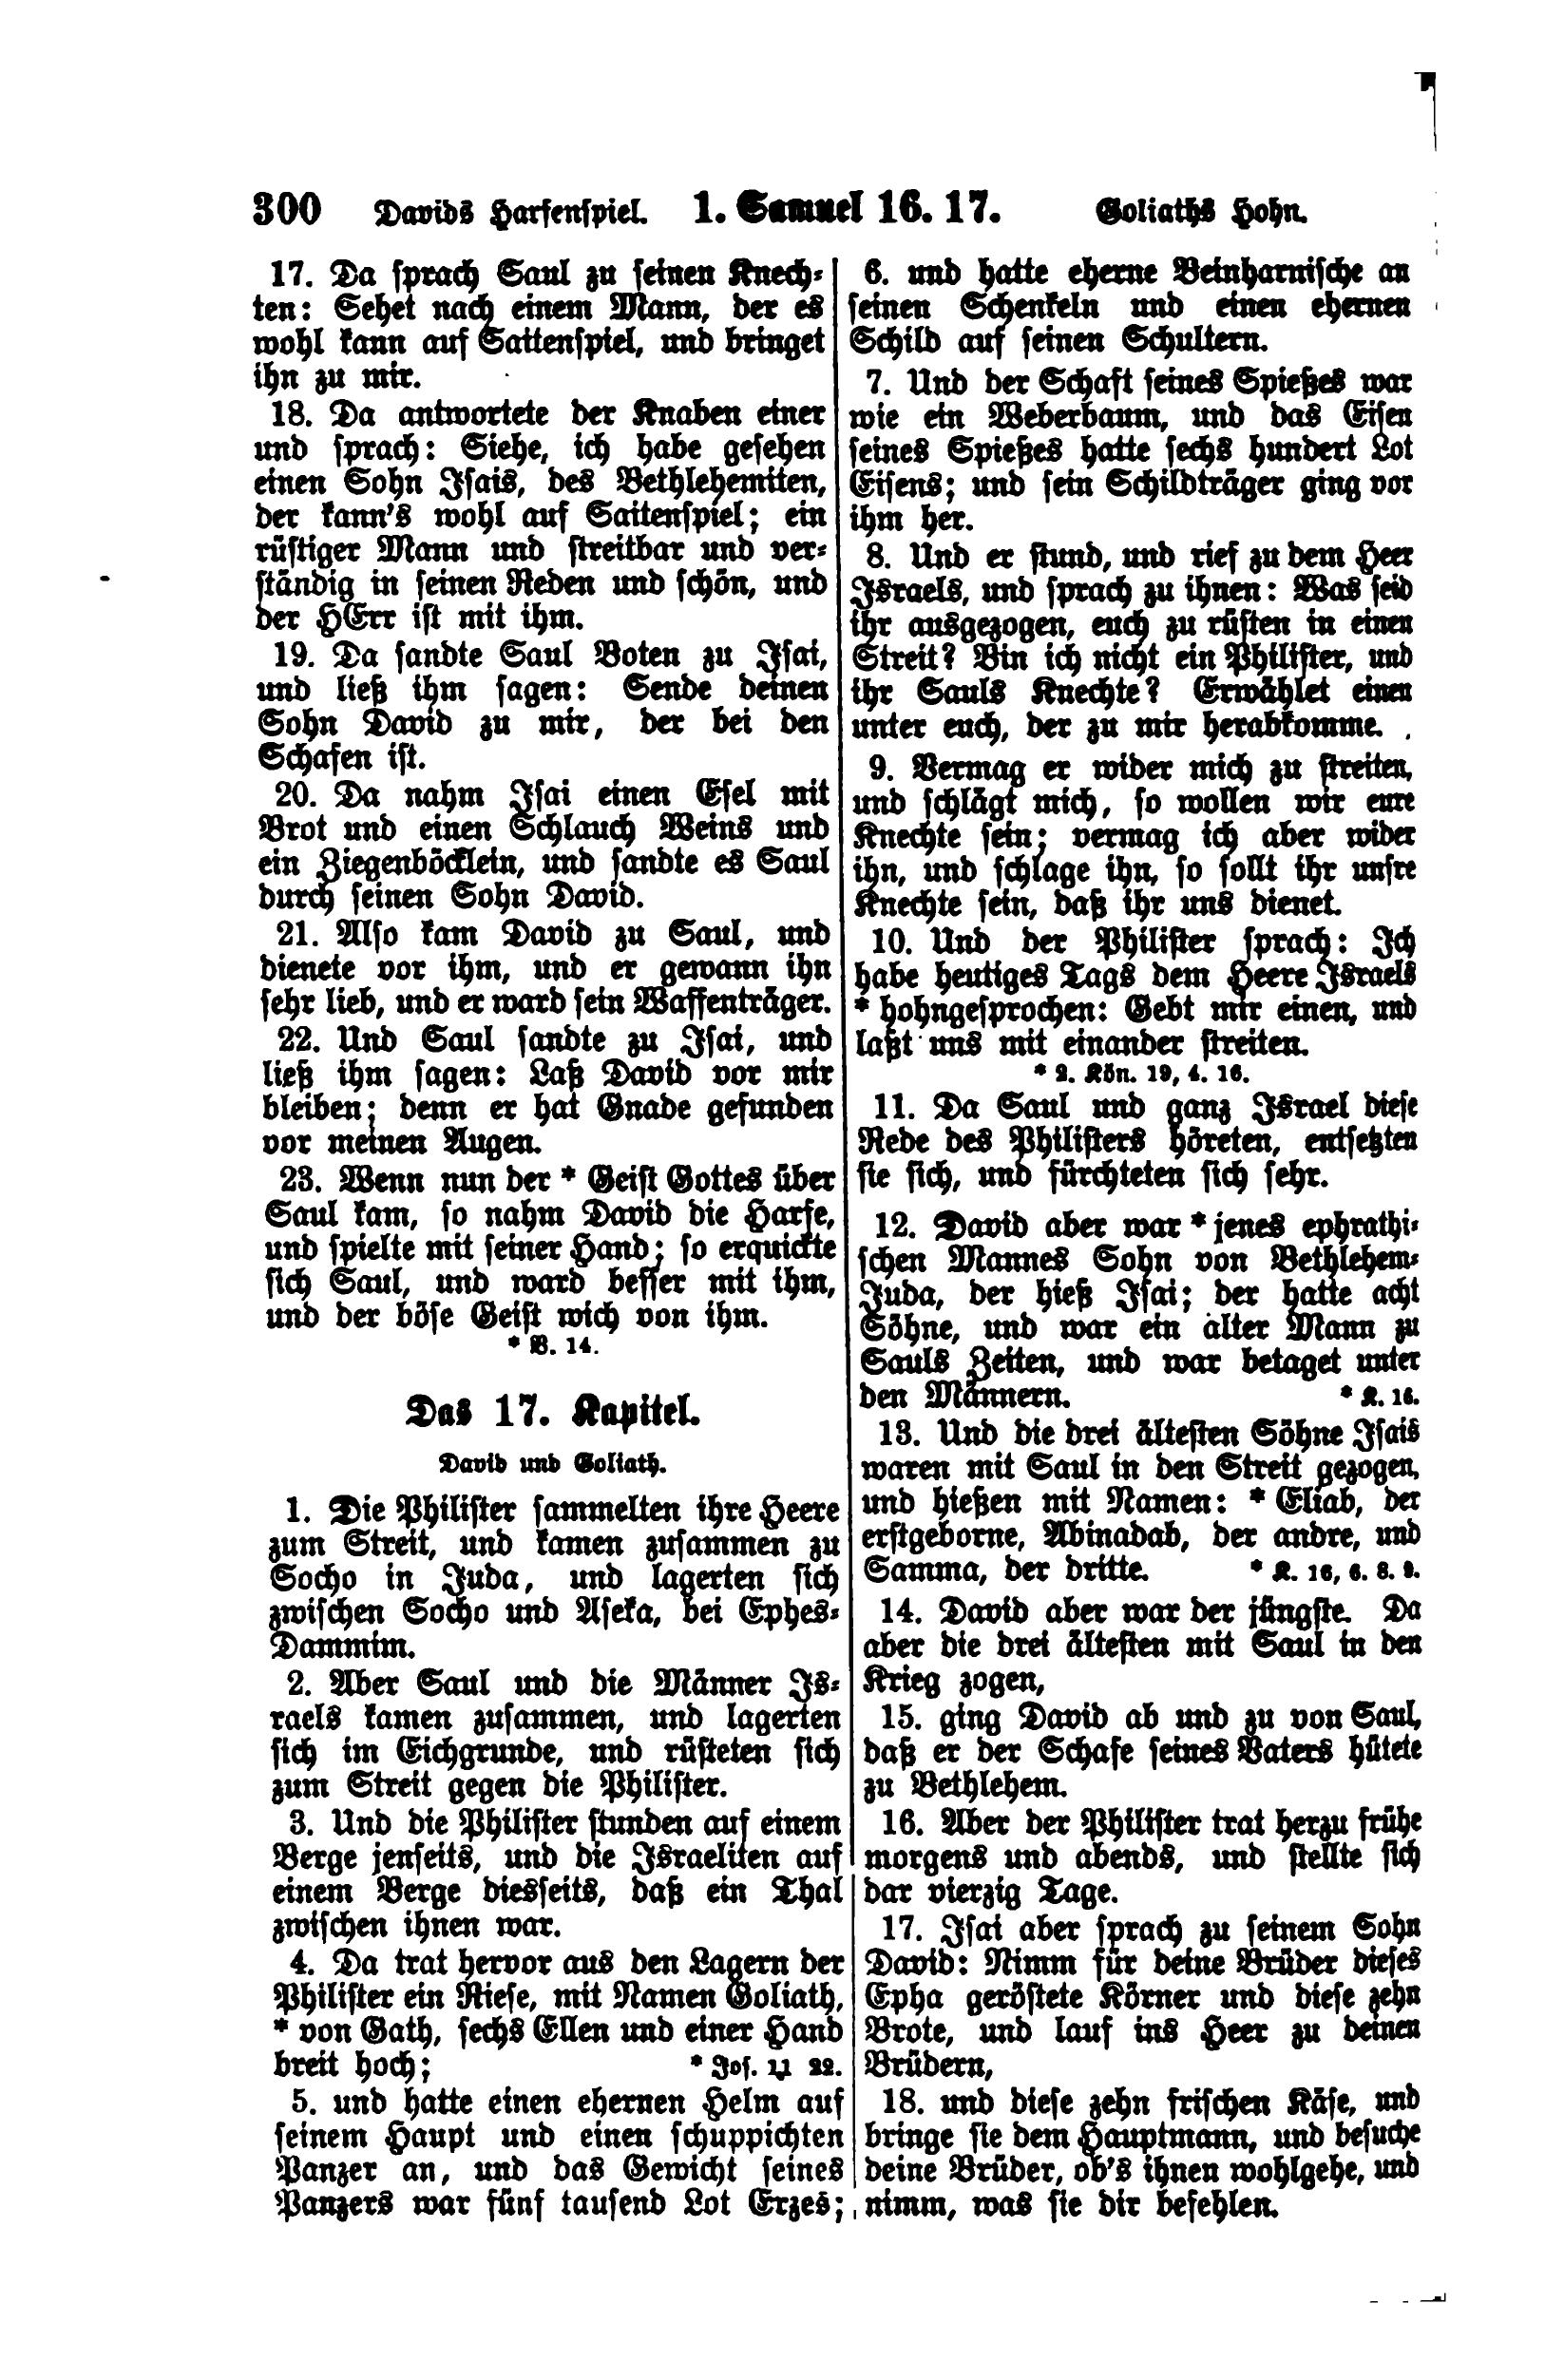 300 Davids Harfenspiel. 1. Samuel 16. 17. Goliaths Hohn.
17. Da sprach Saul zu seinen Knech-
ten: Sehet nach einem Mann, der es
wohl kann auf Saitenspiel, und bringet
ihn zu mir.
18. Da antwortete der Knaben einer
und sprach: Siehe, ich habe gesehen
einen Sohn Isais, des Bethlehemiten,
der kann's wohl auf Saitenspiel; ein
rüstiger Mann und streitbar und ver-
ständig in seinen Reden und schön, und
der HErr ist mit ihm.
19. Da sandte Saul Boten zu Isai,
und ließ ihm sagen: Sende deinen
Sohn David zu mir, der bei den
Schafen ist.
20. Da nahm Isai einen Esel mit
Brot und einen Schlauch Weins und
ein Ziegenböcklein, und sandte es Saul
durch seinen Sohn David.
21. Also kam David zu Saul, und
dienete vor ihm, und er gewann ihn
sehr lieb, und er ward sein Waffenträger.
22. Und Saul sandte zu Isai, und
ließ ihm sagen: Laß David vor mir
bleiben; denn er hat Gnade gefunden
vor meinen Augen.
23. Wenn nun der * Geist Gottes über
Saul kam, so nahm David die Harfe,
und spielte mit seiner Hand; so erquickte
sich Saul, und ward besser mit ihm,
und der böse Geist wich von ihm.
* V. 14.
Das 17. Kapitel.
David und Goliath.
1. Die Philister sammelten ihre Heere
zum Streit, und kamen zusammen zu
Socho in Juda, und lagerten sich
zwischen Socho und Aseka, bei Ephes-
Dammim.
2. Aber Saul und die Männer Is-
raels kamen zusammen, und lagerten
sich im Eichgrunde, und rüsteten sich
zum Streit gegen die Philister.
3. Und die Philister stunden auf einem
Berge jenseits, und die Israeliten auf
einem Berge diesseits, daß ein Thal
zwischen ihnen war.
4. Da trat hervor aus den Lagern der
Philister ein Riese, mit Namen Goliath,
* von Gath, sechs Ellen und einer Hand
breit hoch; * Jos. 11 22.
5. und hatte einen ehernen Helm auf
seinem Haupt und einen schuppichten
Panzer an, und das Gewicht seines
Panzers war fünf tausend Lot Erzes;
6. und hatte eherne Beinharnische an
seinen Schenkeln und einen ehernen
Schild auf seinen Schultern.
7. Und der Schaft seines Spießes war
wie ein Weberbaum, und das Eisen
seines Spießes hatte sechs hundert Lot
Eisens; und sein Schildträger ging vor
ihm her.
8. Und er stund, und rief zu dem Heer
Israels, und sprach zu ihnen: Was seid
ihr ausgezogen, euch zu rüsten in einen
Streit? Bin ich nicht ein Philister, und
ihr Sauls Knechte? Erwählet einen
unter euch, der zu mir herabkomme.
9. Vermag er wider mich zu streiten,
und schlägt mich, so wollen wir eure
Knechte sein; vermag ich aber wider
ihn, und schlage ihn, so sollt ihr unsre
Knechte sein, daß ihr uns dienet.
10. Und der Philister sprach: Ich
habe heutiges Tags dem Heere Israels
* hohngesprochen: Gebt mir einen, und
laßt uns mit einander streiten.
* 2. Kön. 19, 4. 16.
11. Da Saul und ganz Israel diese
Rede des Philisters höreten, entsetzten
sie sich, und fürchteten sich sehr.
12. David aber war * jenes ephrathi-
schen Mannes Sohn von Bethlehem-
Juda, der hieß Isai; der hatte acht
Söhne, und war ein alter Mann zu
Sauls Zeiten, und war betaget unter
den Männern. * K. 16.
13. Und die drei ältesten Söhne Isais
waren mit Saul in den Streit gezogen,
und hießen mit Namen: * Eliab, der
erstgeborne, Abinadab, der andre, und
Samma, der dritte. * K. 16, 6. 8. 9.
14. David aber war der jüngste. Da
aber die drei ältesten mit Saul in den
Krieg zogen,
15. ging David ab und zu von Saul,
daß er der Schafe seines Vaters hütete
zu Bethlehem.
16. Aber der Philister trat herzu frühe
morgens und abends, und stellte sich
dar vierzig Tage.
17. Isai aber sprach zu seinem Sohn
David: Nimm für deine Brüder dieses
Epha geröstete Körner und diese zehn
Brote, und lauf ins Heer zu deinen
Brüdern,
18. und diese zehn frischen Käse, und
bringe sie dem Hauptmann, und besuche
deine Brüder, ob's ihnen wohlgehe, und
nimm, was sie dir befehlen.